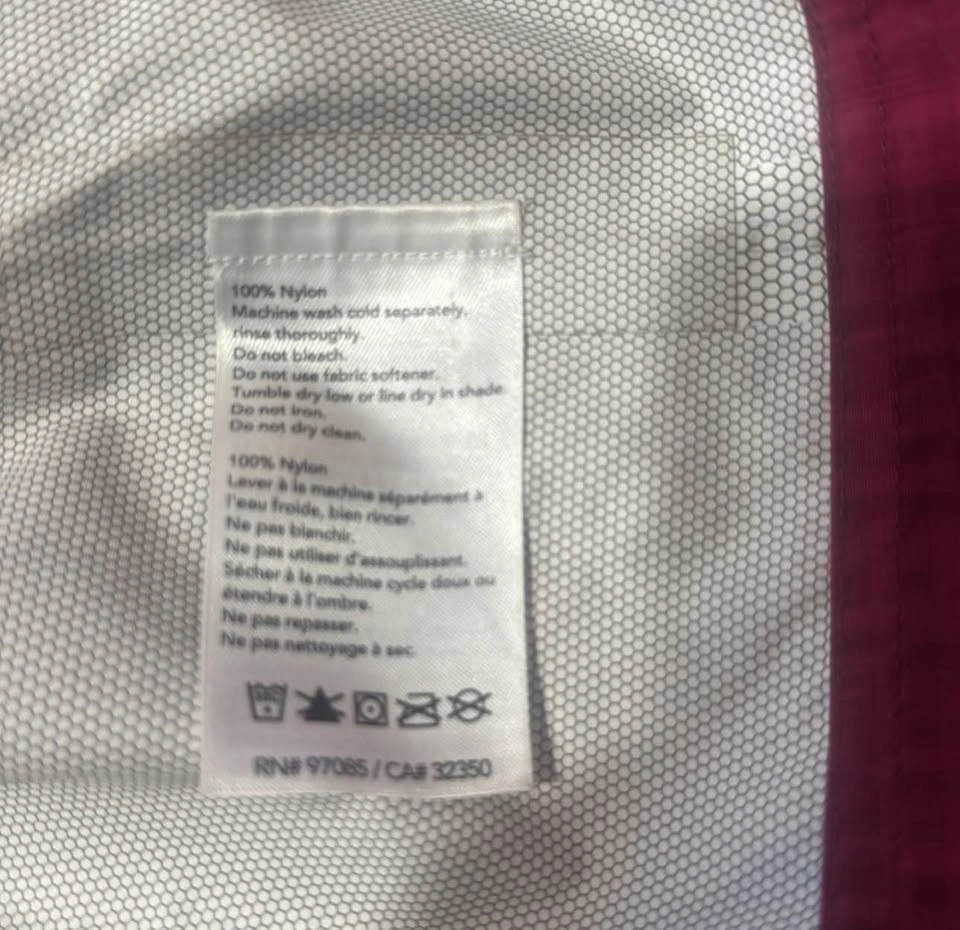 100% Nylon
Machine wash cold separately,
rinse thoroughly.
Do not bleach.
Do not use fabric softener.
Tumble dry low or line dry in shade.
Do not iron.
Do not dry clean.
100% Nylon
Laver à la machine séparément à
l'eau froide, bien rincer.
Ne pas blanchir.
Ne pas utiliser d'assouplissant.
Sécher à la machine cycle doux ou
étendre à l'ombre.
Ne pas repasser.
Ne pas nettoyage à sec.
RN# 97085 / CA# 32350